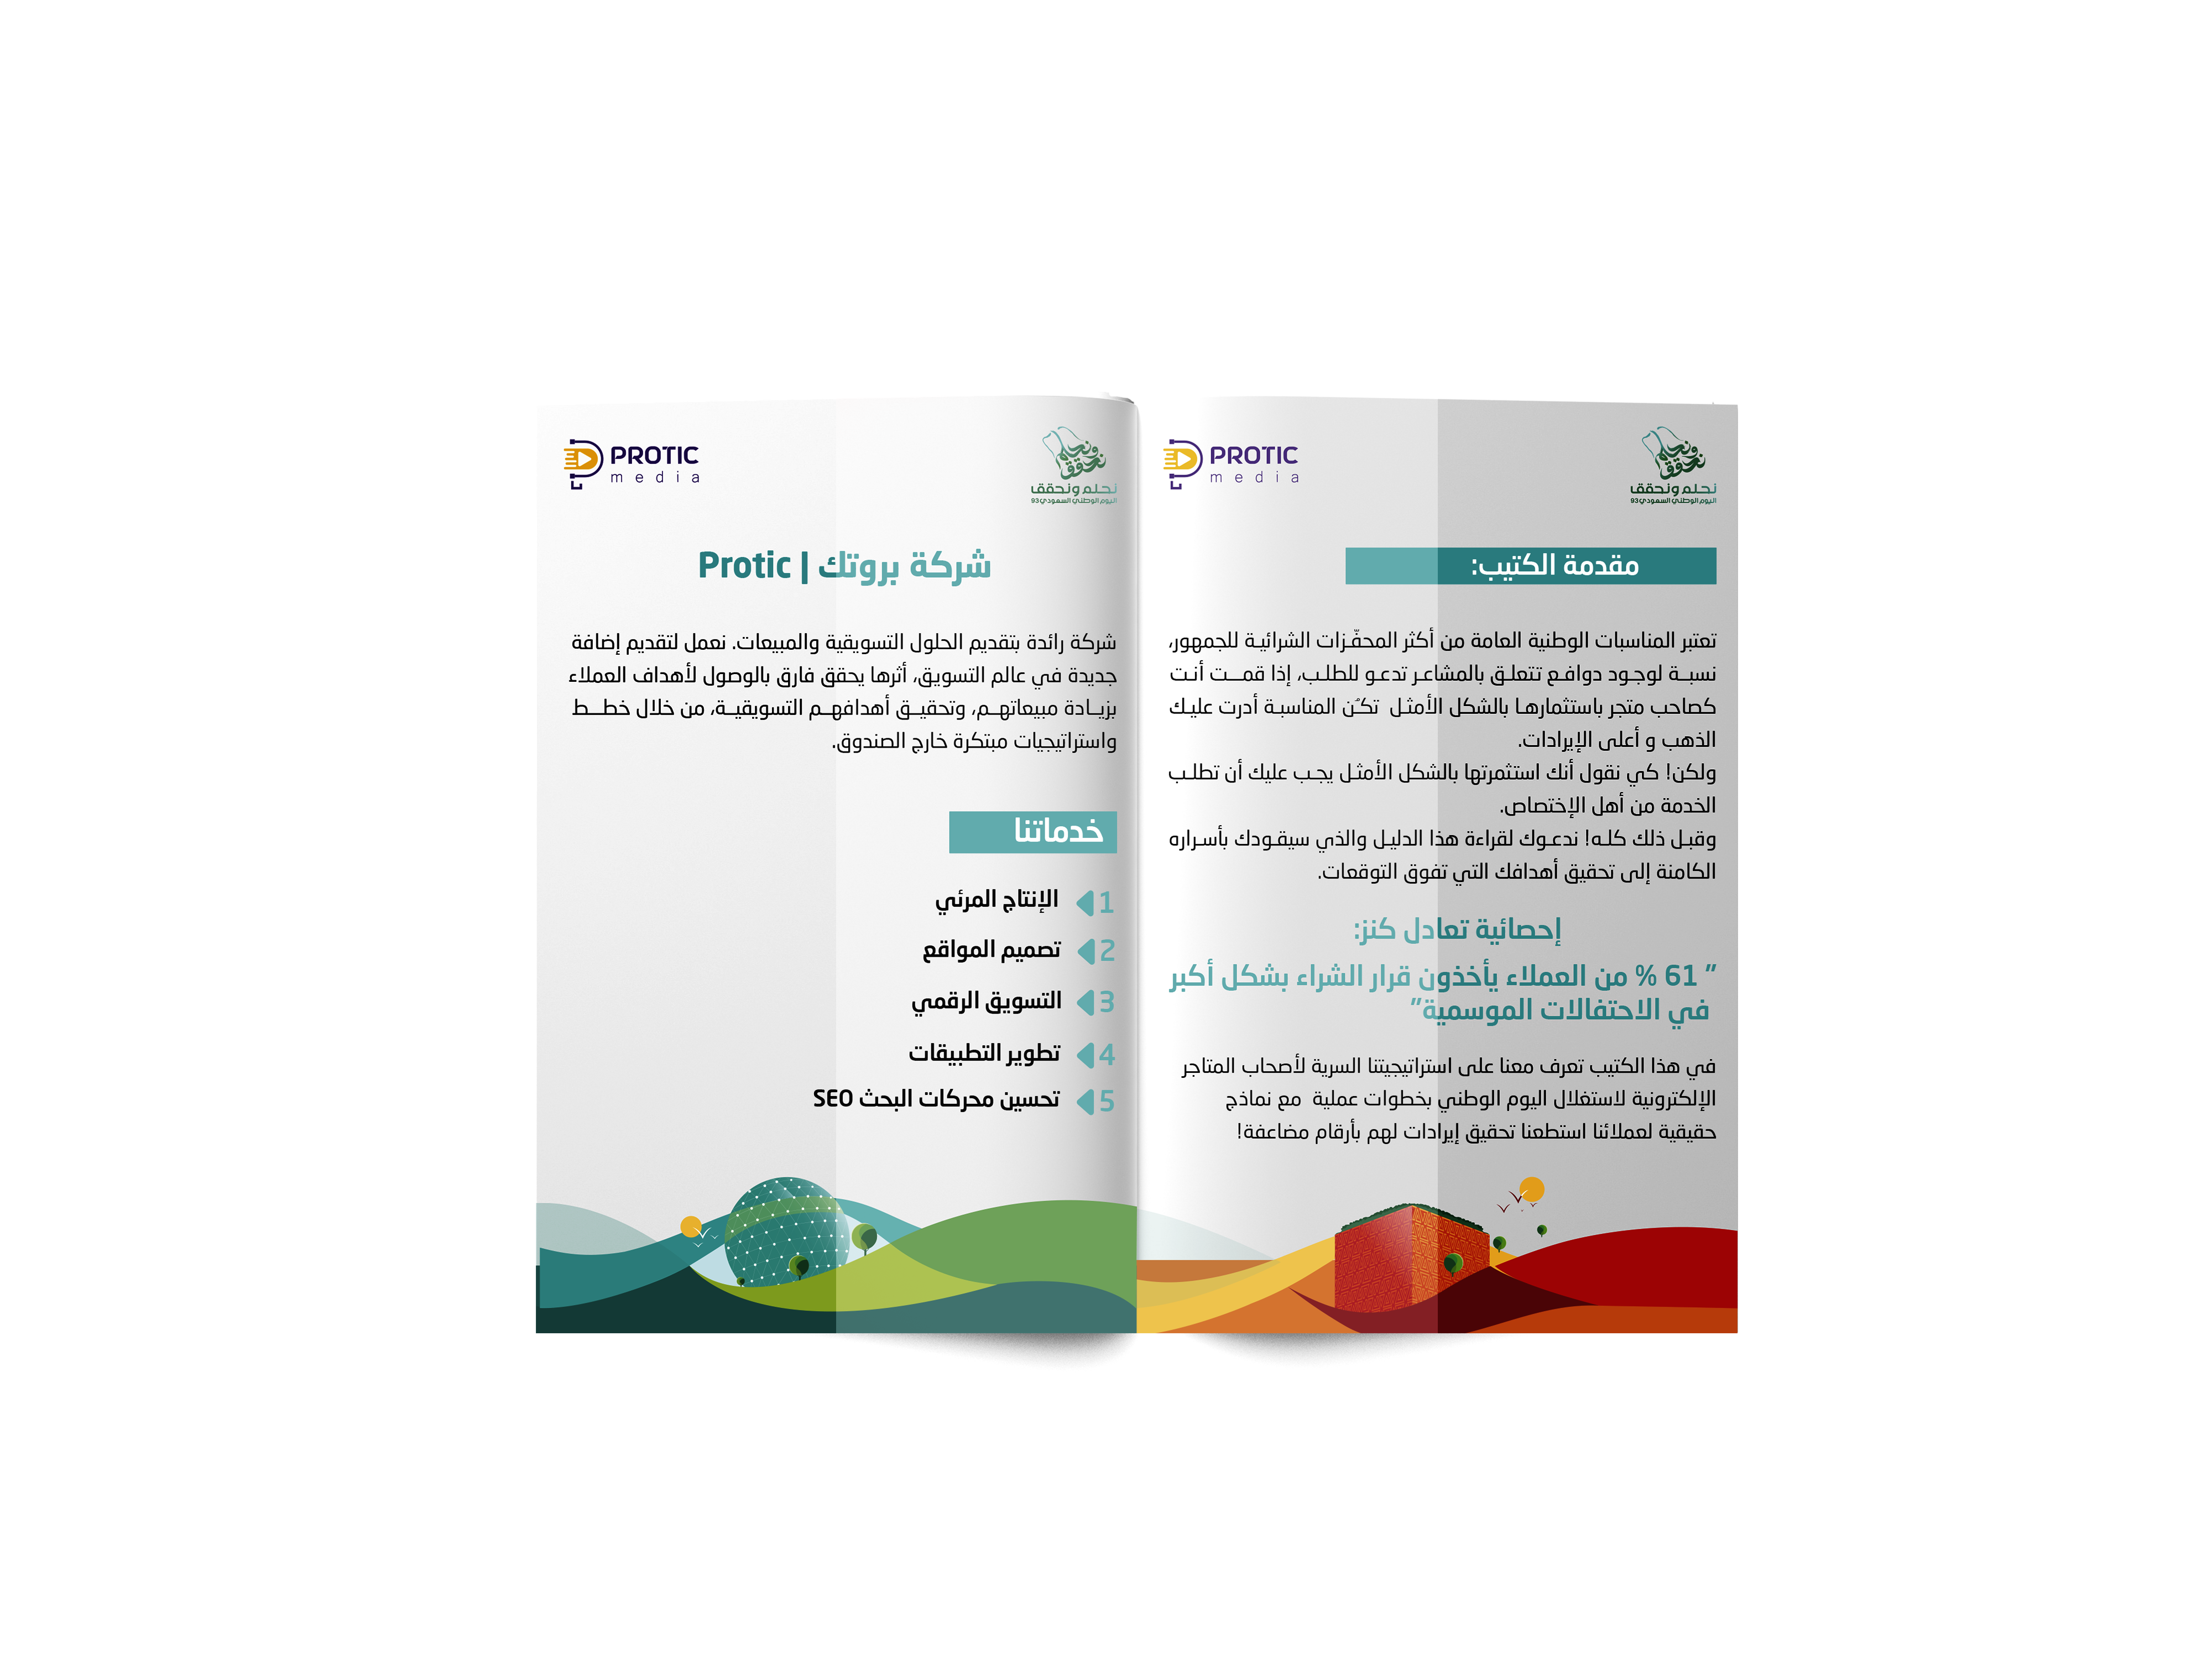 PROTIC
media
نحلم ونحقق
نحلم ونحقق
اليوم الوطني السعودي 93
مقدمة الكتيب:
تعتبر المناسبات الوطنية العامة من أكثر المحفّزات الشرائية للجمهور،
نسبة لوجود دوافع تتعلق بالمشاعر تدعو للطلب، إذا قمت أنت
كصاحب متجر باستثمارها بالشكل الأمثل تكُن المناسبة أدرت عليك
الذهب و أعلى الإيرادات.
ولكن! كي نقول أنك استثمرتها بالشكل الأمثل يجب عليك أن تطلب
الخدمة من أهل الإختصاص.
وقبل ذلك كله! ندعوك لقراءة هذا الدليل والذي سيقودك بأسراره
الكامنة إلى تحقيق أهدافك التي تفوق التوقعات.
إحصائية تعادل كنز:
" 61 % من العملاء يأخذون قرار الشراء بشكل أكبر
في الاحتفالات الموسمية"
في هذا الكتيب تعرف معنا على استراتيجيتنا السرية لأصحاب المتاجر
الإلكترونية لاستغلال اليوم الوطني بخطوات عملية مع نماذج
حقيقية لعملائنا استطعنا تحقيق إيرادات لهم بأرقام مضاعفة!
PROTIC
media
نحلم ونحقق
نحلم ونحقق
اليوم الوطني السعودي 93
شركة بروتك | Protic
شركة رائدة بتقديم الحلول التسويقية والمبيعات. نعمل لتقديم إضافة
جديدة في عالم التسويق، أثرها يحقق فارق بالوصول لأهداف العملاء
بزيادة مبيعاتهم، وتحقيق أهدافهم التسويقية، من خلال خطط
واستراتيجيات مبتكرة خارج الصندوق.
خدماتنا
1 الإنتاج المرئي
2 تصميم المواقع
3 التسويق الرقمي
4 تطوير التطبيقات
5 تحسين محركات البحث SEO